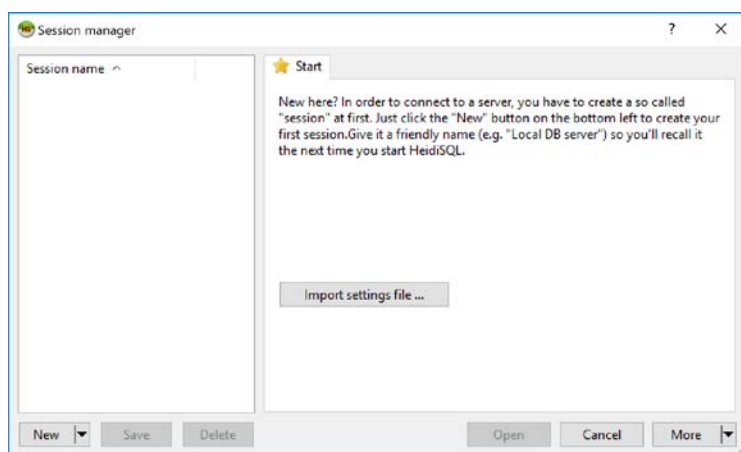 Session manager
Session name
Start
New here? In order to connect to a server, you have to create a so called
"session" at first. Just click the "New" button on the bottom left to create your
first session.Give it a friendly name (e.g. "Local DB server") so you'll recall it
the next time you start HeidiSQL.
Import settings file ...
New Save Delete Open Cancel More